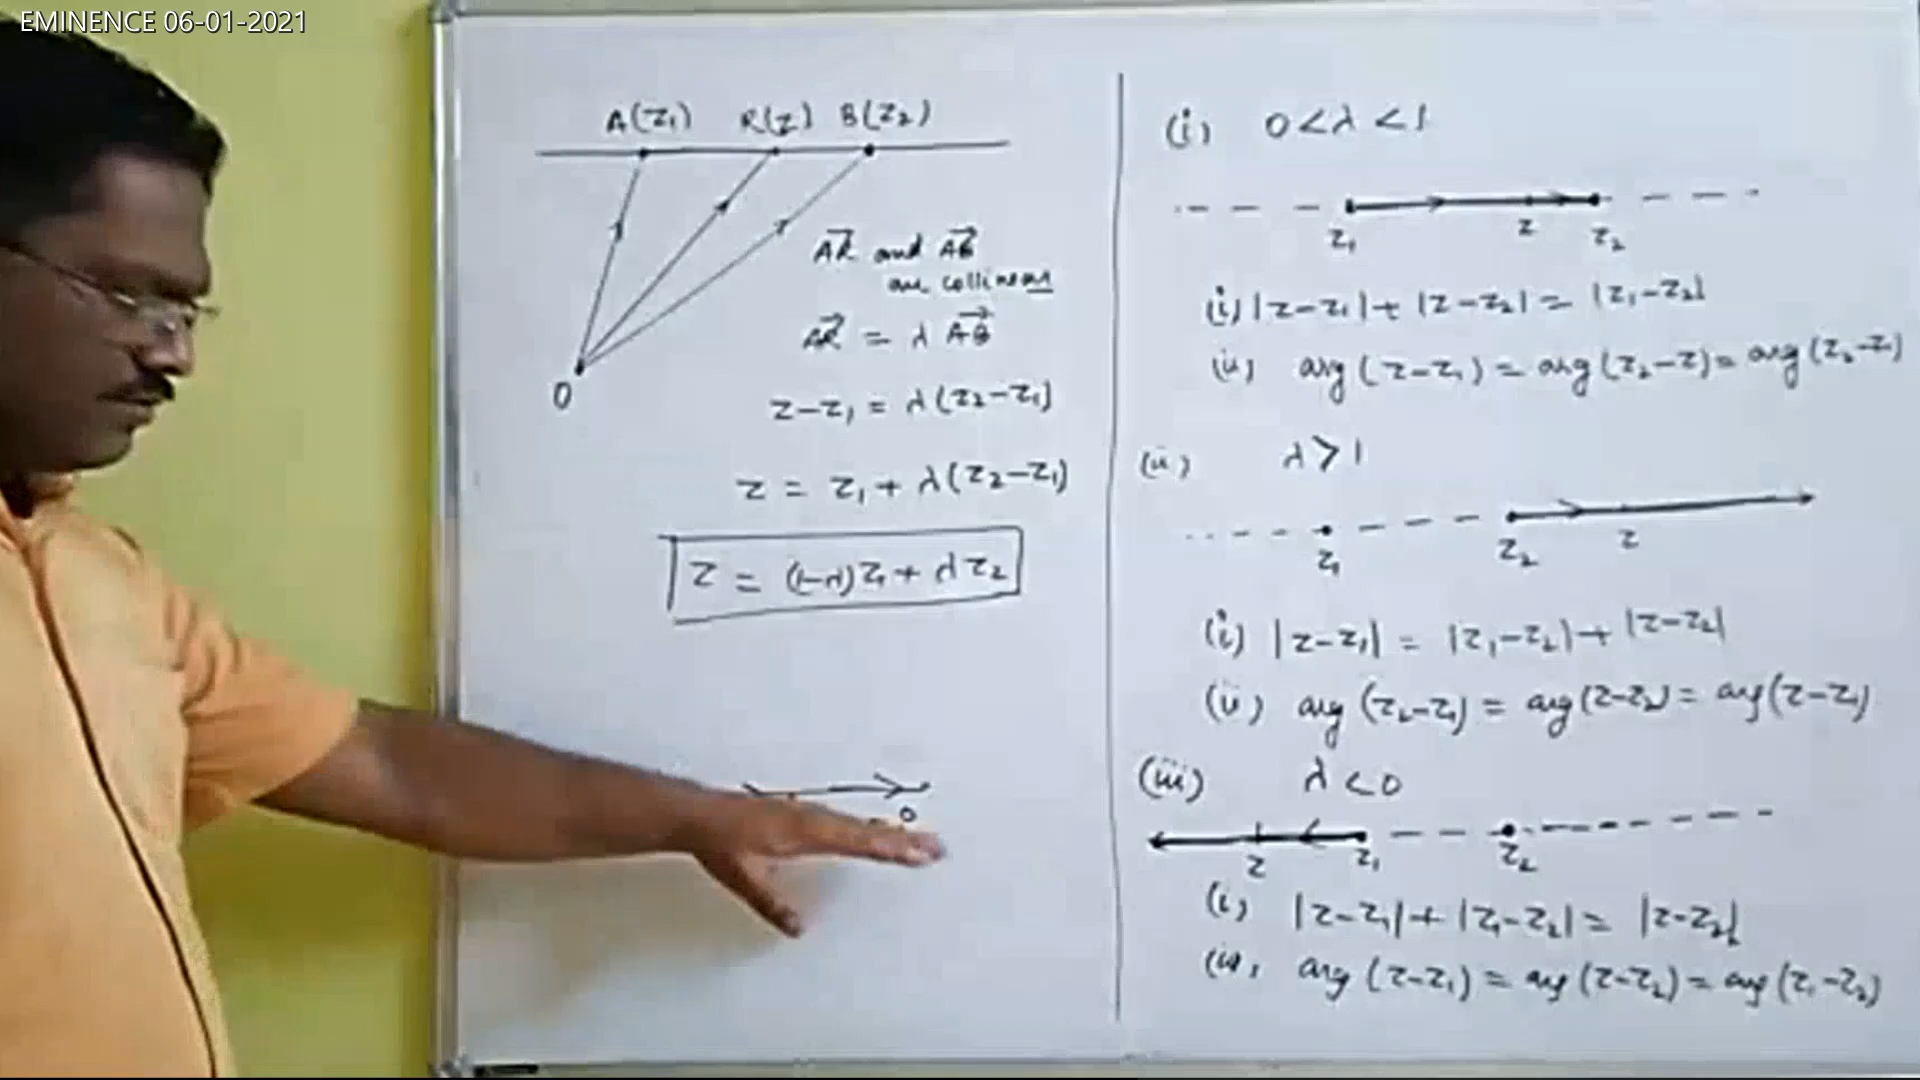 EMINENCE 06-01-2021
A(z₁) R(z) B(z₂)
O
AR⃗ and AB⃗
are collinear
AR⃗ = λ AB⃗
z-z₁ = λ(z₂-z₁)
z = z₁ + λ(z₂-z₁)
z = (1-λ)z₁ + λz₂
(i) 0<λ<1
z₁ z z₂
(i) |z-z₁| + |z-z₂| = |z₁-z₂|
(ii) arg(z-z₁) = arg(z₂-z) = arg(z₂-z₁)
(ii) λ>1
z₁ z₂ z
(i) |z-z₁| = |z₁-z₂| + |z-z₂|
(ii) arg(z₂-z₁) = arg(z-z₂) = arg(z-z₁)
(iii) λ<0
z z₁ z₂
(i) |z-z₁| + |z₁-z₂| = |z-z₂|
(ii) arg(z-z₁) = arg(z-z₂) = arg(z₁-z₂)